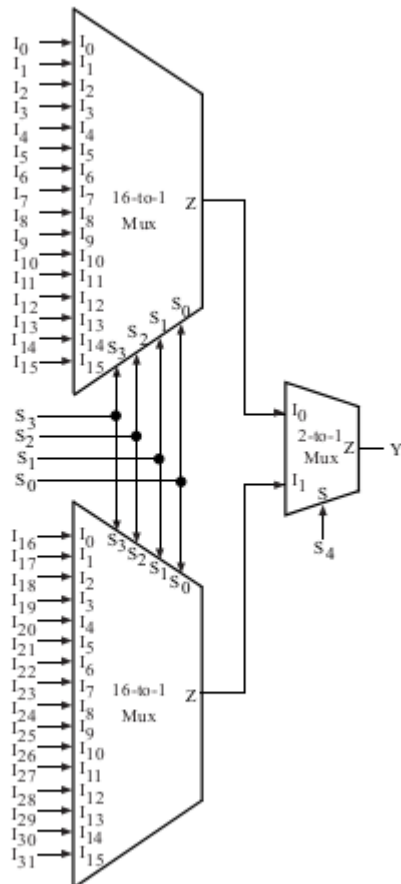 I0 I0
I1 I1
I2 I2
I3 I3
I4 I4
I5 I5
I6 I6
I7 I7 16-to-1 Z
I8 I8 Mux
I9 I9
I10 I10
I11 I11
I12 I12 S0
I13 I13 S1
I14 I14 S2
I15 I15 S3
S3
S2
S1
S0
I0
2-to-1 Z Y
Mux
I1
S
S4
I16 I0 S3
I17 I1 S2
I18 I2 S1
I19 I3 S0
I20 I4
I21 I5
I22 I6
I23 I7 16-to-1 Z
I24 I8 Mux
I25 I9
I26 I10
I27 I11
I28 I12
I29 I13
I30 I14
I31 I15